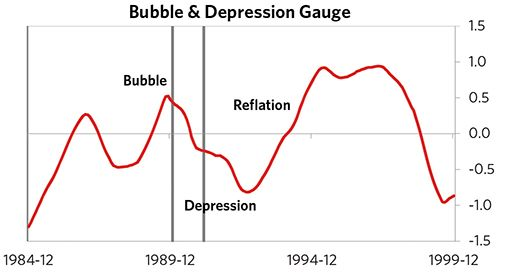 Bubble & Depression Gauge
1.5
1.0
0.5
0.0
-0.5
-1.0
-1.5
Bubble
Reflation
Depression
1984-12 1989-12 1994-12 1999-12